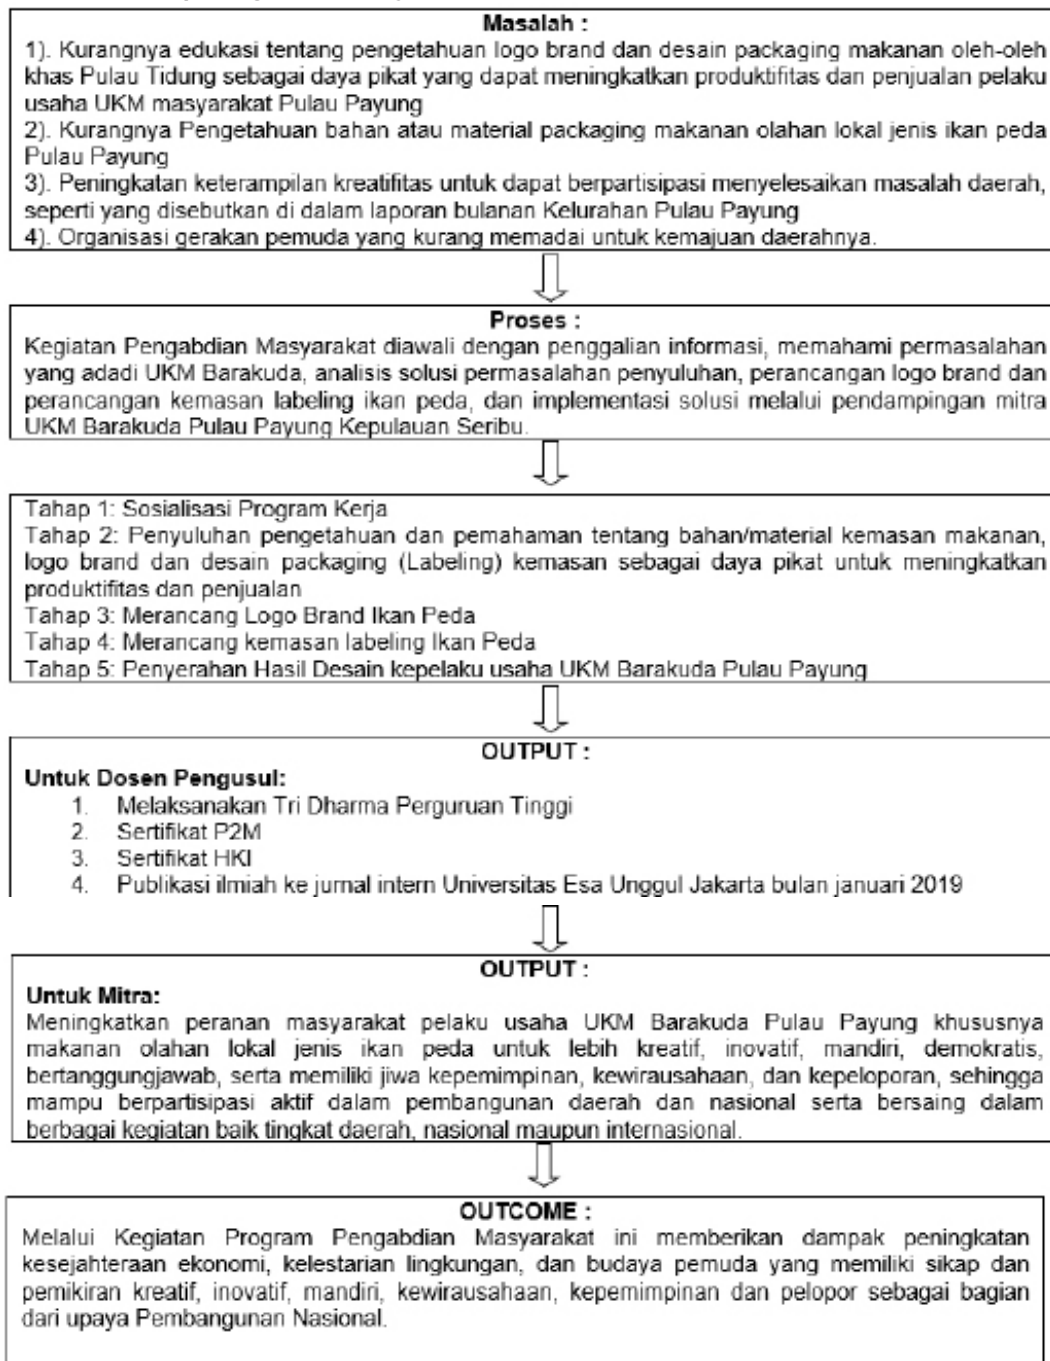 Masalah :
1). Kurangnya edukasi tentang pengetahuan logo brand dan desain packaging makanan oleh-oleh
khas Pulau Tidung sebagai daya pikat yang dapat meningkatkan produktifitas dan penjualan pelaku
usaha UKM masyarakat Pulau Payung
2). Kurangnya Pengetahuan bahan atau material packaging makanan olahan lokal jenis ikan peda
Pulau Payung
3). Peningkatan keterampilan kreatifitas untuk dapat berpartisipasi menyelesaikan masalah daerah,
seperti yang disebutkan di dalam laporan bulanan Kelurahan Pulau Payung
4). Organisasi gerakan pemuda yang kurang memadai untuk kemajuan daerahnya.
Proses :
Kegiatan Pengabdian Masyarakat diawali dengan penggalian informasi, memahami permasalahan
yang adadi UKM Barakuda, analisis solusi permasalahan penyuluhan, perancangan logo brand dan
perancangan kemasan labeling ikan peda, dan implementasi solusi melalui pendampingan mitra
UKM Barakuda Pulau Payung Kepulauan Seribu.
Tahap 1: Sosialisasi Program Kerja
Tahap 2: Penyuluhan pengetahuan dan pemahaman tentang bahan/material kemasan makanan,
logo brand dan desain packaging (Labeling) kemasan sebagai daya pikat untuk meningkatkan
produktifitas dan penjualan
Tahap 3: Merancang Logo Brand Ikan Peda
Tahap 4: Merancang kemasan labeling Ikan Peda
Tahap 5: Penyerahan Hasil Desain kepelaku usaha UKM Barakuda Pulau Payung
OUTPUT :
Untuk Dosen Pengusul:
1. Melaksanakan Tri Dharma Perguruan Tinggi
2. Sertifikat P2M
3. Sertifikat HKI
4. Publikasi ilmiah ke jurnal intern Universitas Esa Unggul Jakarta bulan januari 2019
OUTPUT :
Untuk Mitra:
Meningkatkan peranan masyarakat pelaku usaha UKM Barakuda Pulau Payung khususnya
makanan olahan lokal jenis ikan peda untuk lebih kreatif, inovatif, mandiri, demokratis,
bertanggungjawab, serta memiliki jiwa kepemimpinan, kewirausahaan, dan kepeloporan, sehingga
mampu berpartisipasi aktif dalam pembangunan daerah dan nasional serta bersaing dalam
berbagai kegiatan baik tingkat daerah, nasional maupun internasional.
OUTCOME :
Melalui Kegiatan Program Pengabdian Masyarakat ini memberikan dampak peningkatan
kesejahteraan ekonomi, kelestarian lingkungan, dan budaya pemuda yang memiliki sikap dan
pemikiran kreatif, inovatif, mandiri, kewirausahaan, kepemimpinan dan pelopor sebagai bagian
dari upaya Pembangunan Nasional.